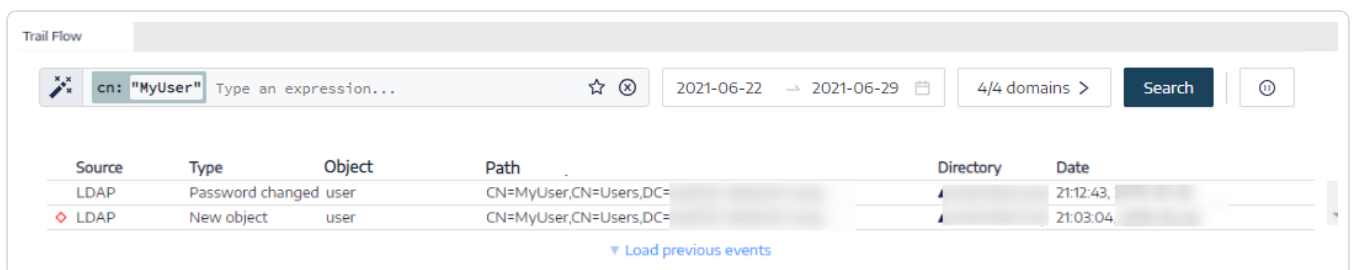 Trail Flow
cn: "MyUser" Type an expression... 2021-06-22 → 2021-06-29 4/4 domains > Search
Source Type Object Path Directory Date
LDAP Password changed user CN=MyUser,CN=Users,DC= 21:12:43,
LDAP New object user CN=MyUser,CN=Users,DC= 21:03:04,
▼ Load previous events